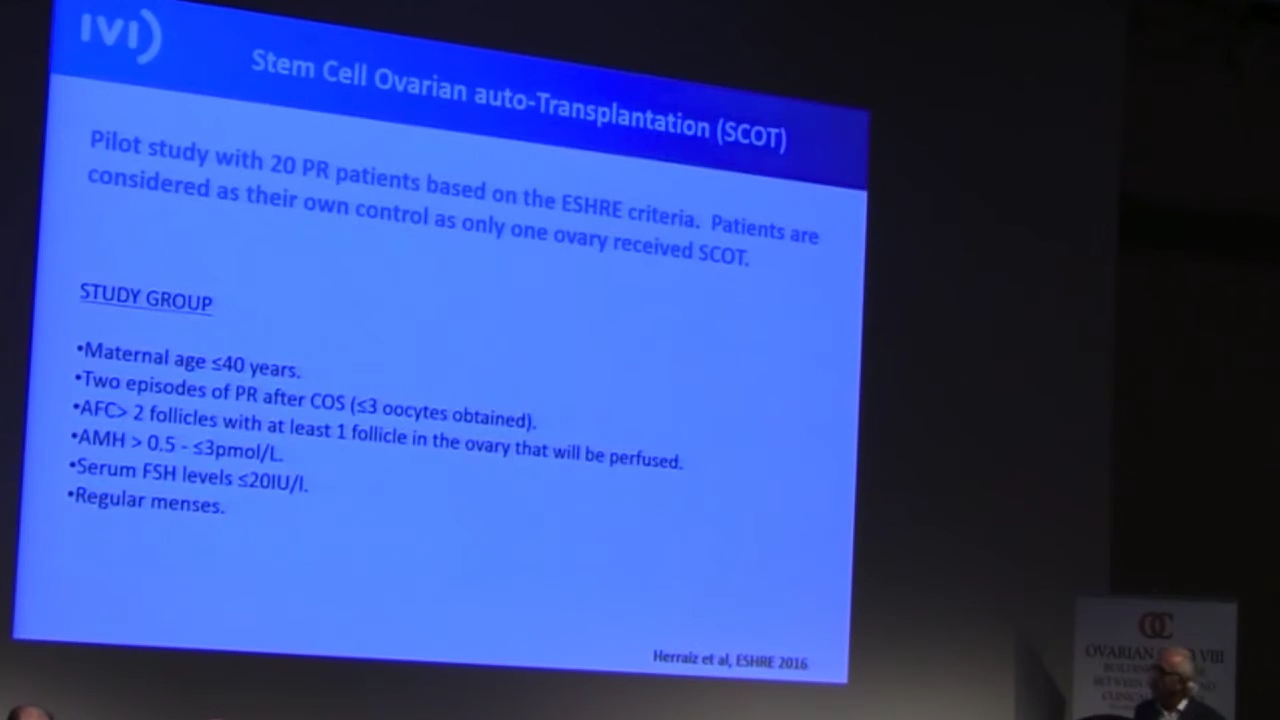 IVI)
Stem Cell Ovarian auto-Transplantation (SCOT)
Pilot study with 20 PR patients based on the ESHRE criteria. Patients are
considered as their own control as only one ovary received SCOT.
STUDY GROUP
•Maternal age ≤40 years.
•Two episodes of PR after COS (≤3 oocytes obtained).
•AFC> 2 follicles with at least 1 follicle in the ovary that will be perfused.
•AMH > 0.5 - ≤3pmol/L.
•Serum FSH levels ≤20IU/l.
•Regular menses.
Herraiz et al, ESHRE 2016
OC
OVARIAN VIII
BETWEEN